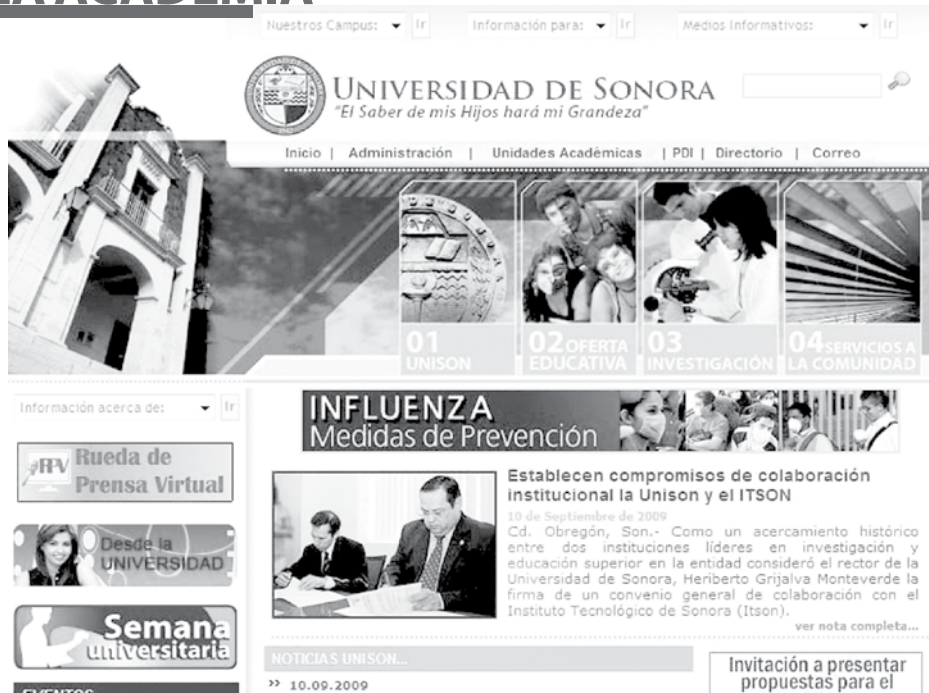 LA ACADEMIA
Nuestros Campus: Ir Información para: Ir Medios Informativos: Ir
UNIVERSIDAD DE SONORA
"El Saber de mis Hijos hará mi Grandeza"
Inicio | Administración | Unidades Académicas | PDI | Directorio | Correo
01
UNISON
02 OFERTA
EDUCATIVA
03
INVESTIGACIÓN
04 SERVICIOS A
LA COMUNIDAD
Información acerca de: Ir
INFLUENZA
Medidas de Prevención
RPV Rueda de
Prensa Virtual
Desde la
UNIVERSIDAD
Semana
universitaria
EVENTOS
Establecen compromisos de colaboración
institucional la Unison y el ITSON
10 de Septiembre de 2009
Cd. Obregón, Son.- Como un acercamiento histórico
entre dos instituciones líderes en investigación y
educación superior en la entidad consideró el rector de la
Universidad de Sonora, Heriberto Grijalva Monteverde la
firma de un convenio general de colaboración con el
Instituto Tecnológico de Sonora (Itson).
ver nota completa...
NOTICIAS UNISON...
>> 10.09.2009
Invitación a presentar
propuestas para el